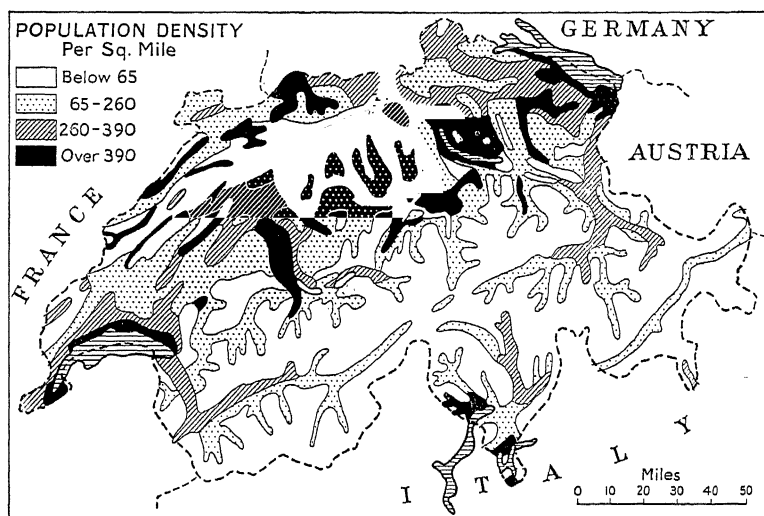 POPULATION DENSITY
Per Sq. Mile
Below 65
65-260
260-390
Over 390
GERMANY
AUSTRIA
FRANCE
ITALY
Miles
0 10 20 30 40 50